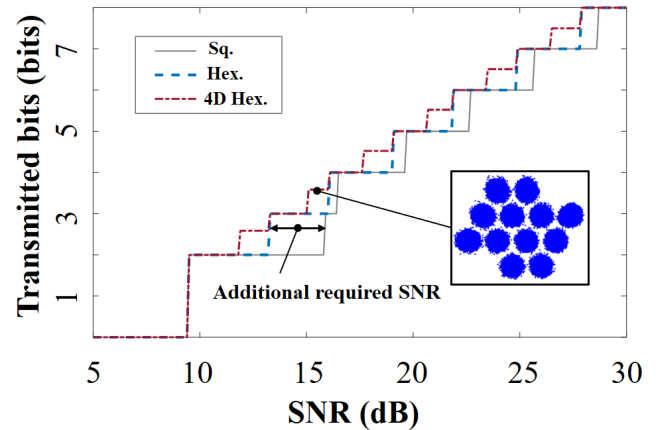 Transmitted bits (bits)
7
5
3
1
Sq.
Hex.
4D Hex.
Additional required SNR
5
10
15
20
25
30
SNR (dB)